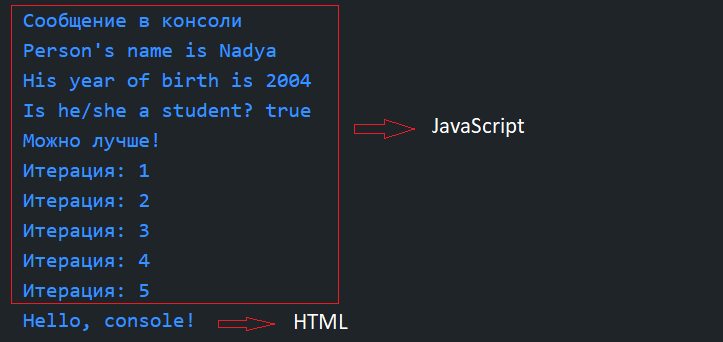 Сообщение в консоли
Person's name is Nadya
His year of birth is 2004
Is he/she a student? true
JavaScript
Можно лучше!
Итерация: 1
Итерация: 2
Итерация: 3
Итерация: 4
Итерация: 5
Hello, console! HTML